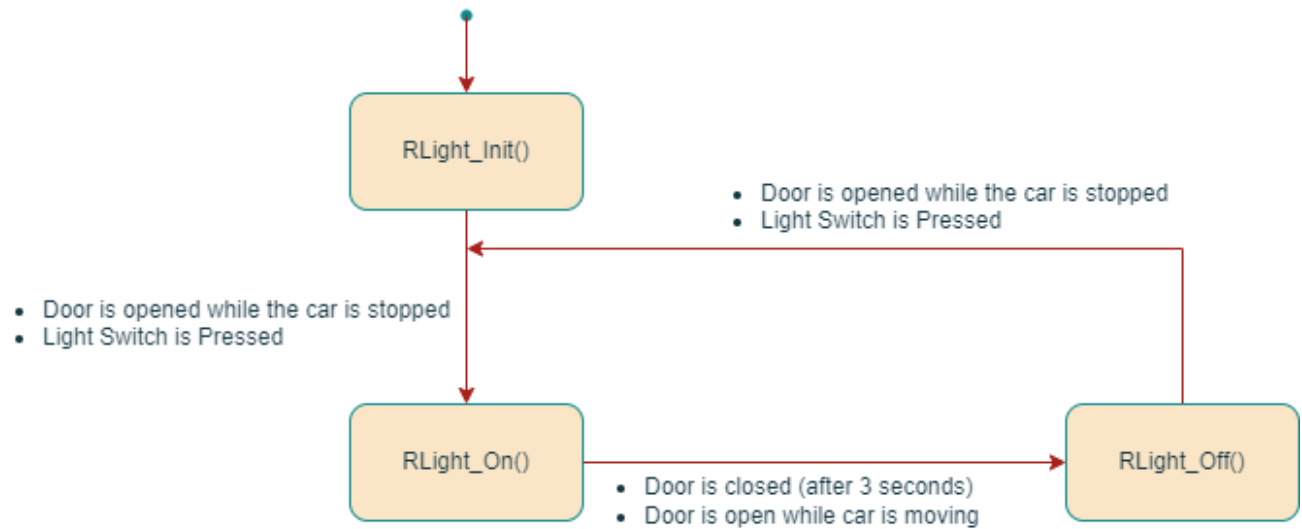 RLight_Init()
• Door is opened while the car is stopped
• Light Switch is Pressed
• Door is opened while the car is stopped
• Light Switch is Pressed
RLight_On()
RLight_Off()
• Door is closed (after 3 seconds)
• Door is open while car is moving